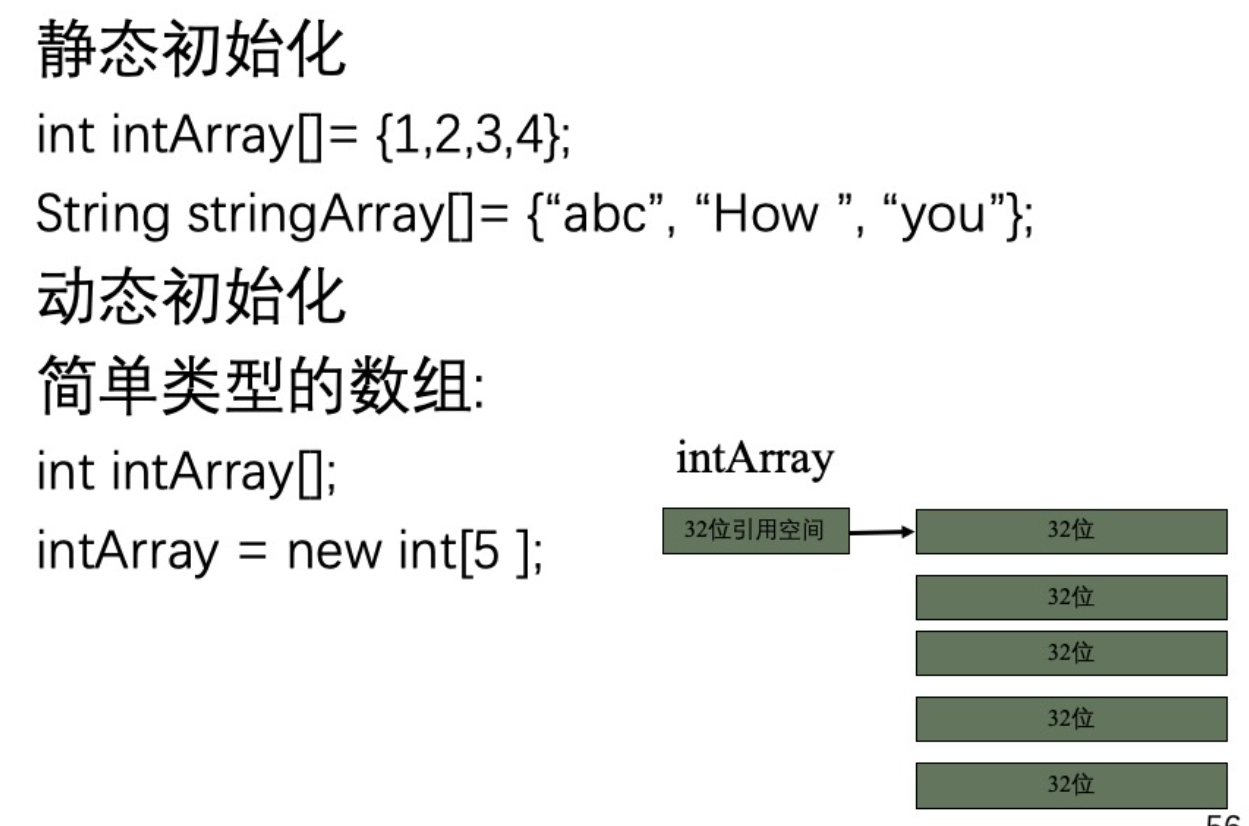 静态初始化
int intArray[]= {1,2,3,4};
String stringArray[]= {“abc”, “How ”, “you”};
动态初始化
简单类型的数组:
int intArray[];
intArray = new int[5 ];
intArray
32位引用空间
32位
32位
32位
32位
32位
56